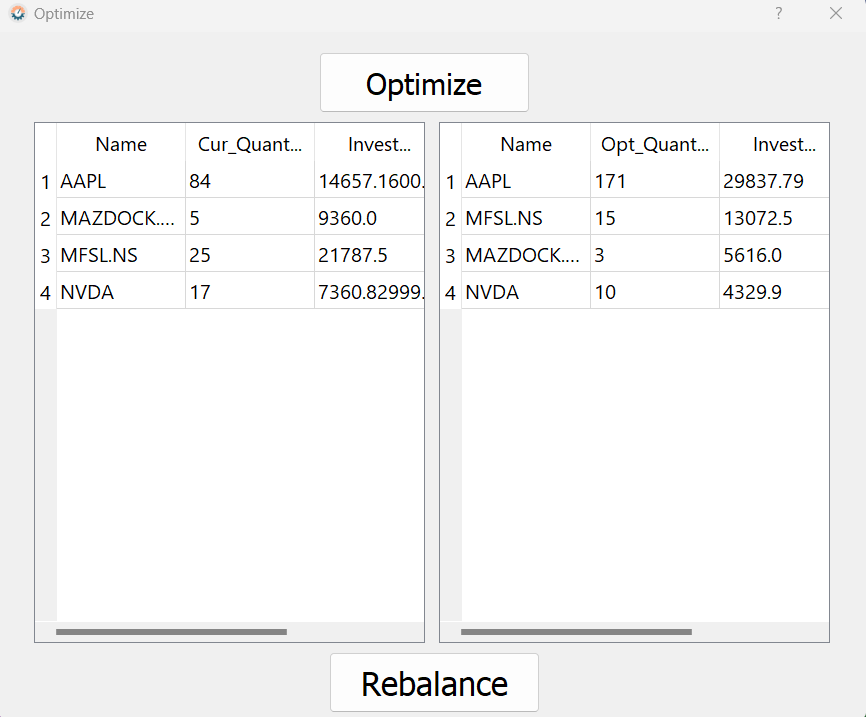 Optimize ?
Optimize
Name Cur_Quant... Invest...
1 AAPL 84 14657.1600.
2 MAZDOCK.... 5 9360.0
3 MFSL.NS 25 21787.5
4 NVDA 17 7360.82999.
Name Opt_Quant... Invest...
1 AAPL 171 29837.79
2 MFSL.NS 15 13072.5
3 MAZDOCK.... 3 5616.0
4 NVDA 10 4329.9
Rebalance